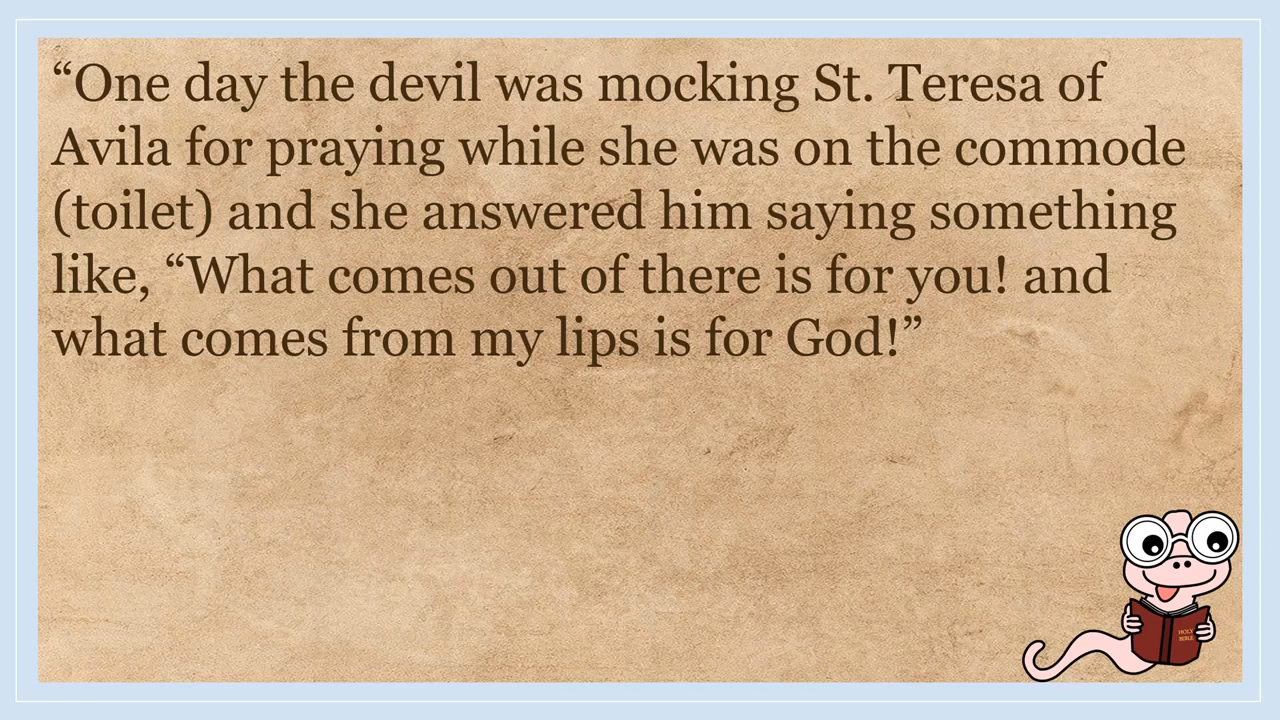 “One day the devil was mocking St. Teresa of
Avila for praying while she was on the commode
(toilet) and she answered him saying something
like, “What comes out of there is for you! and
what comes from my lips is for God!”
HOLY
BIBLE